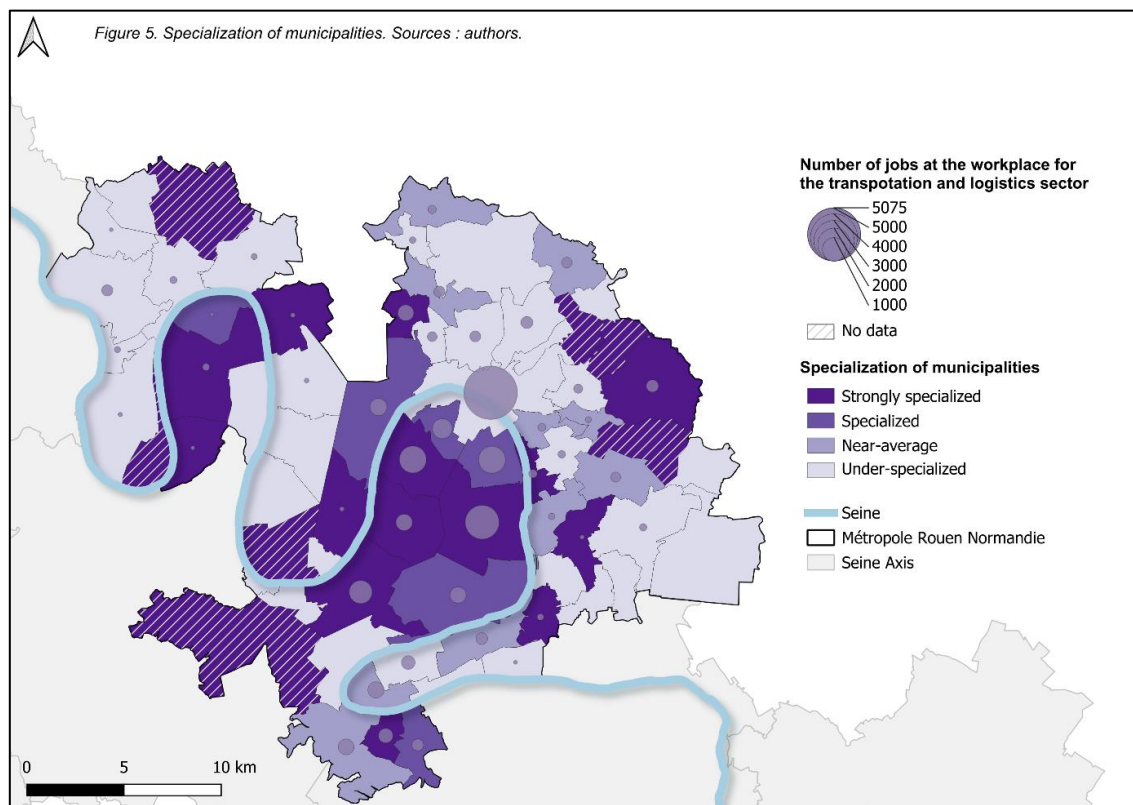 Figure 5. Specialization of municipalities. Sources : authors.
Number of jobs at the workplace for
the transpotation and logistics sector
5075
5000
4000
3000
2000
1000
No data
Specialization of municipalities
Strongly specialized
Specialized
Near-average
Under-specialized
Seine
Métropole Rouen Normandie
Seine Axis
0 5 10 km